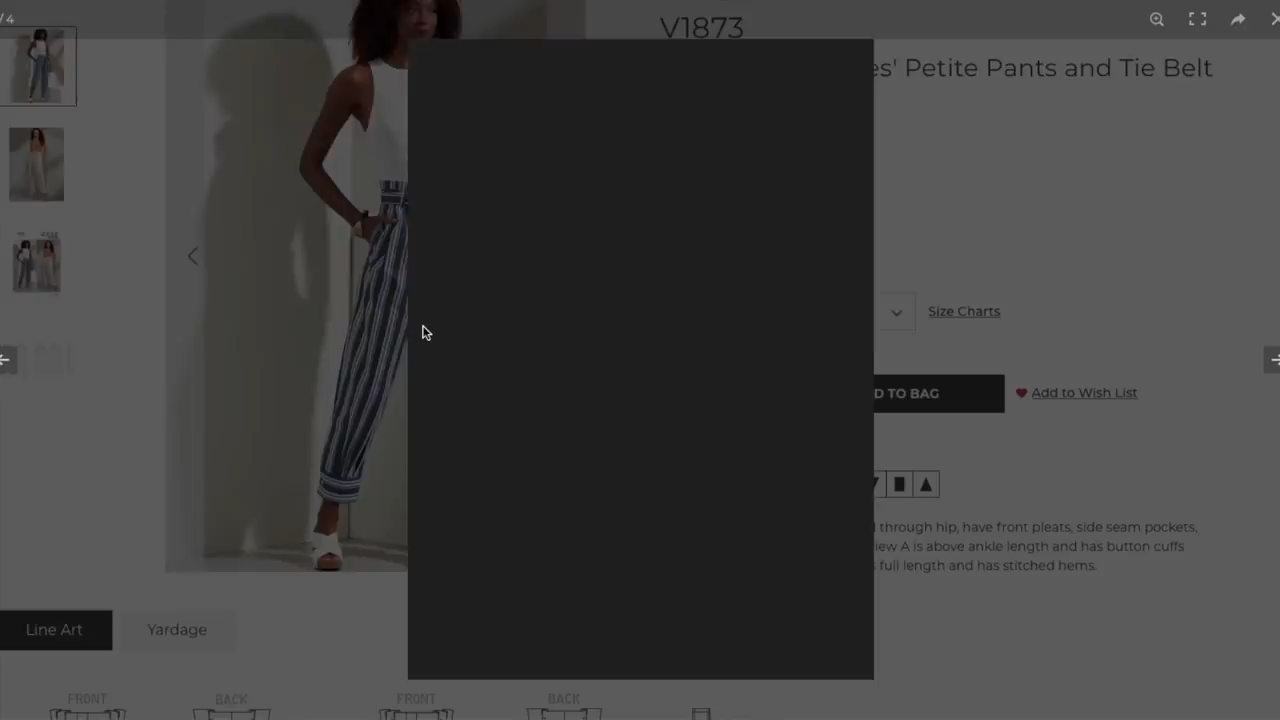 / 4
V1873
es' Petite Pants and Tie Belt
Size Charts
D TO BAG
Add to Wish List
through hip, have front pleats, side seam pockets,
iew A is above ankle length and has button cuffs
full length and has stitched hems.
Line Art
Yardage
FRONT
BACK
FRONT
BACK